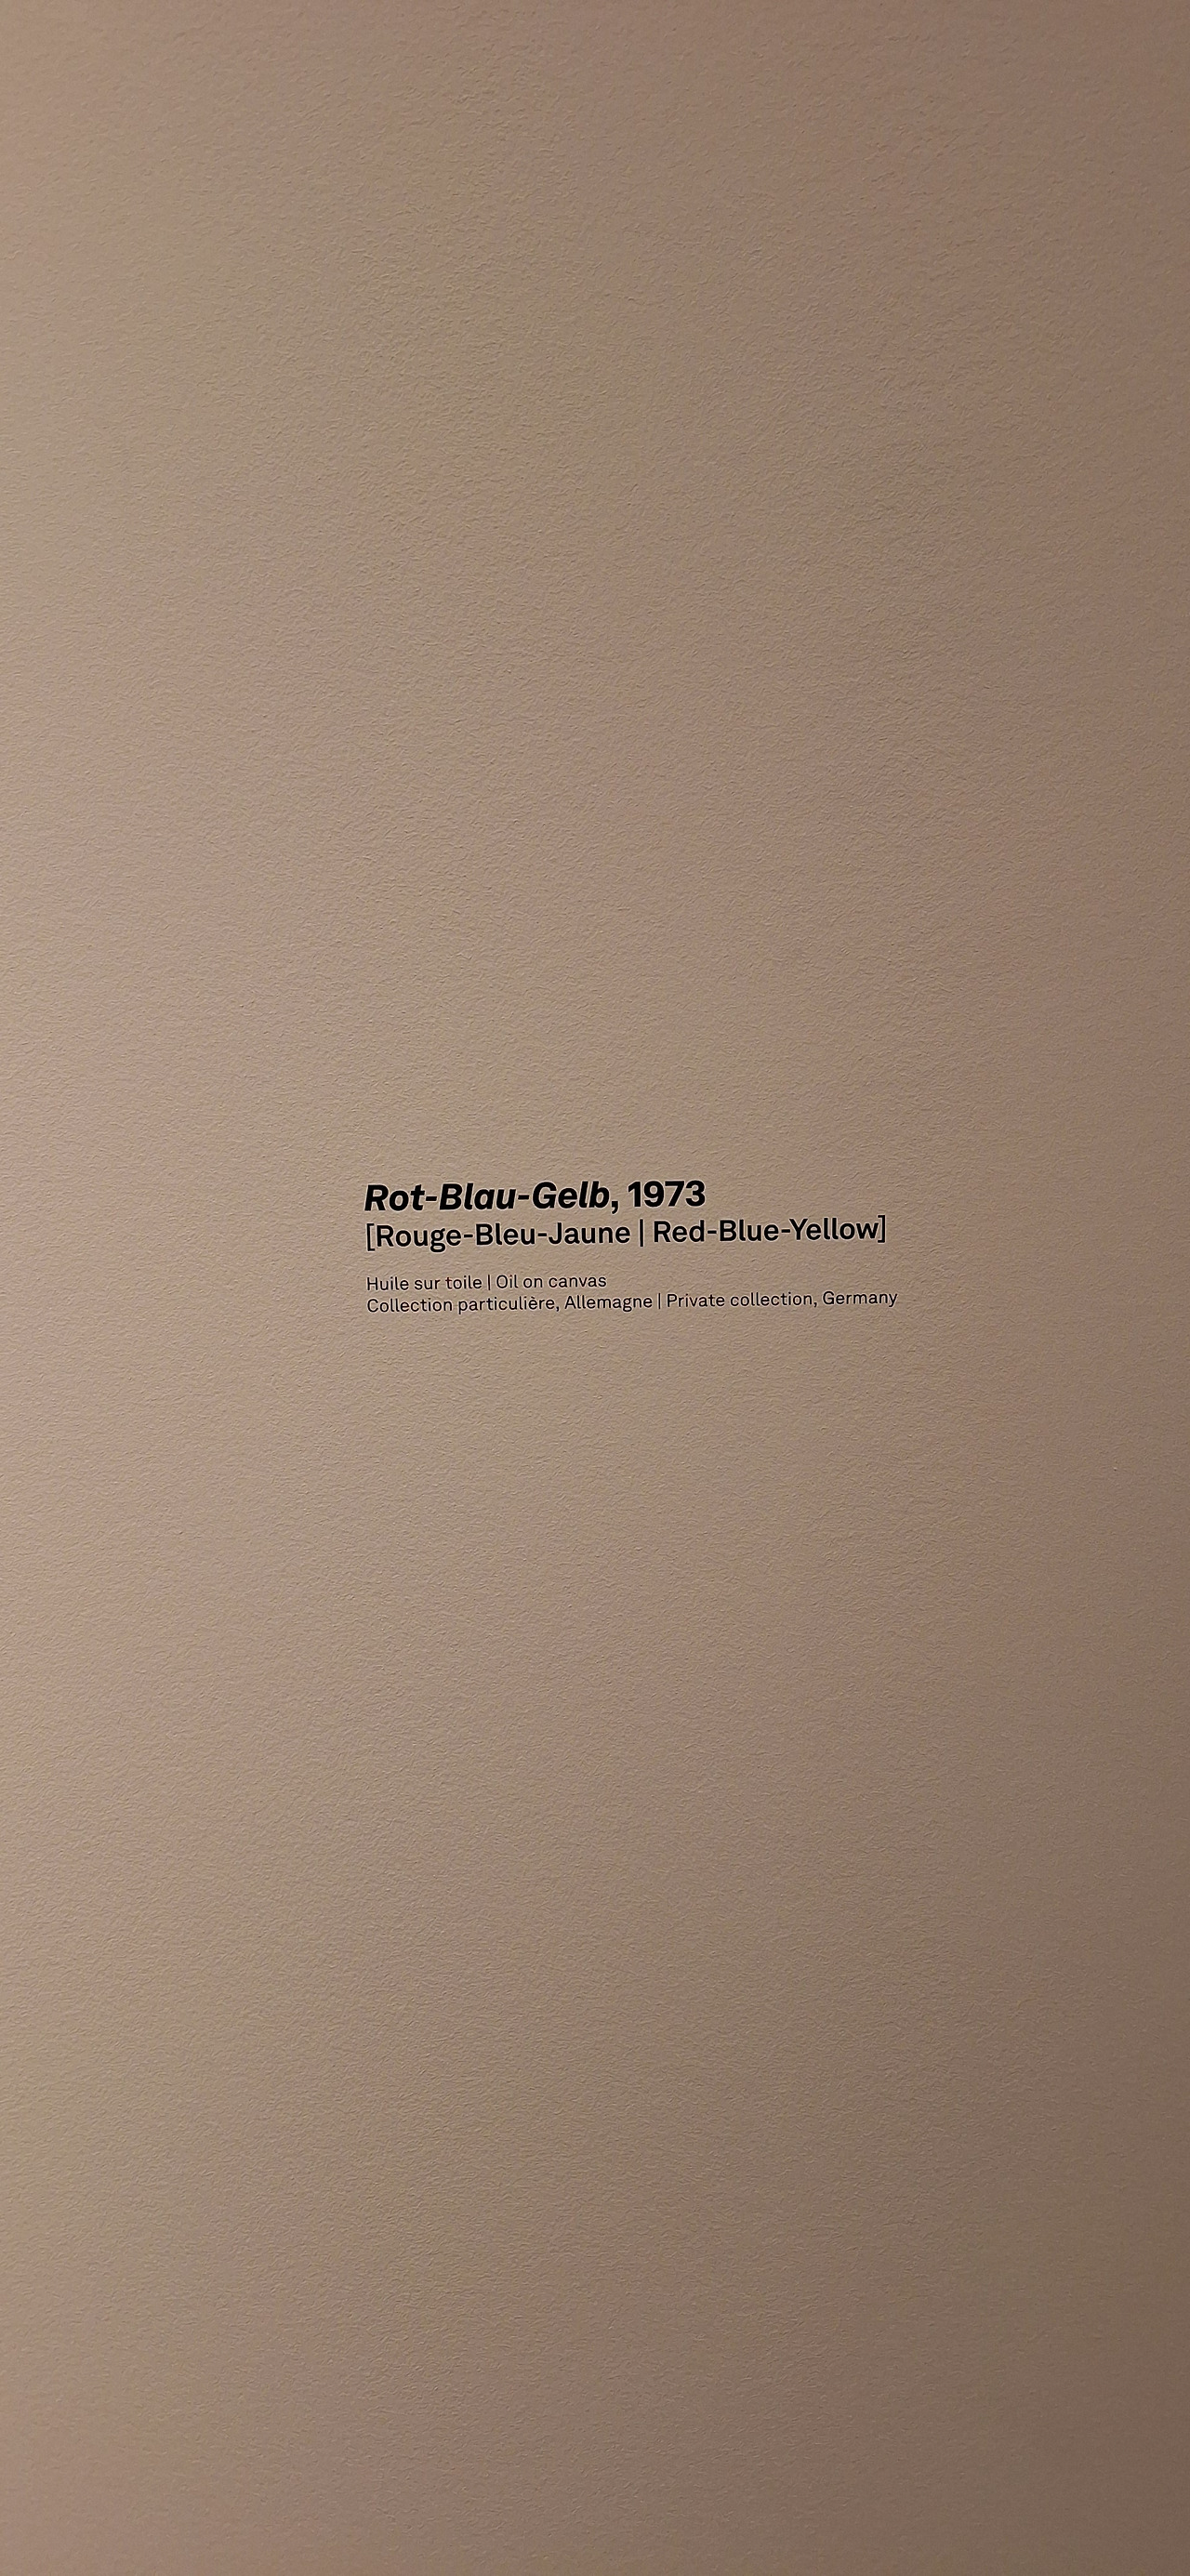 Rot-Blau-Gelb, 1973
[Rouge-Bleu-Jaune | Red-Blue-Yellow]
Huile sur toile | Oil on canvas
Collection particulière, Allemagne | Private collection, Germany